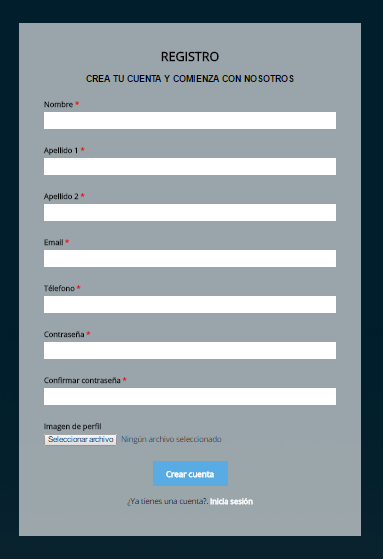 REGISTRO
CREA TU CUENTA Y COMIENZA CON NOSOTROS
Nombre *
Apellido 1 *
Apellido 2 *
Email *
Télefono *
Contraseña *
Confirmar contraseña *
Imagen de perfil
Seleccionar archivo Ningún archivo seleccionado
Crear cuenta
¿Ya tienes una cuenta?. Inicia sesión